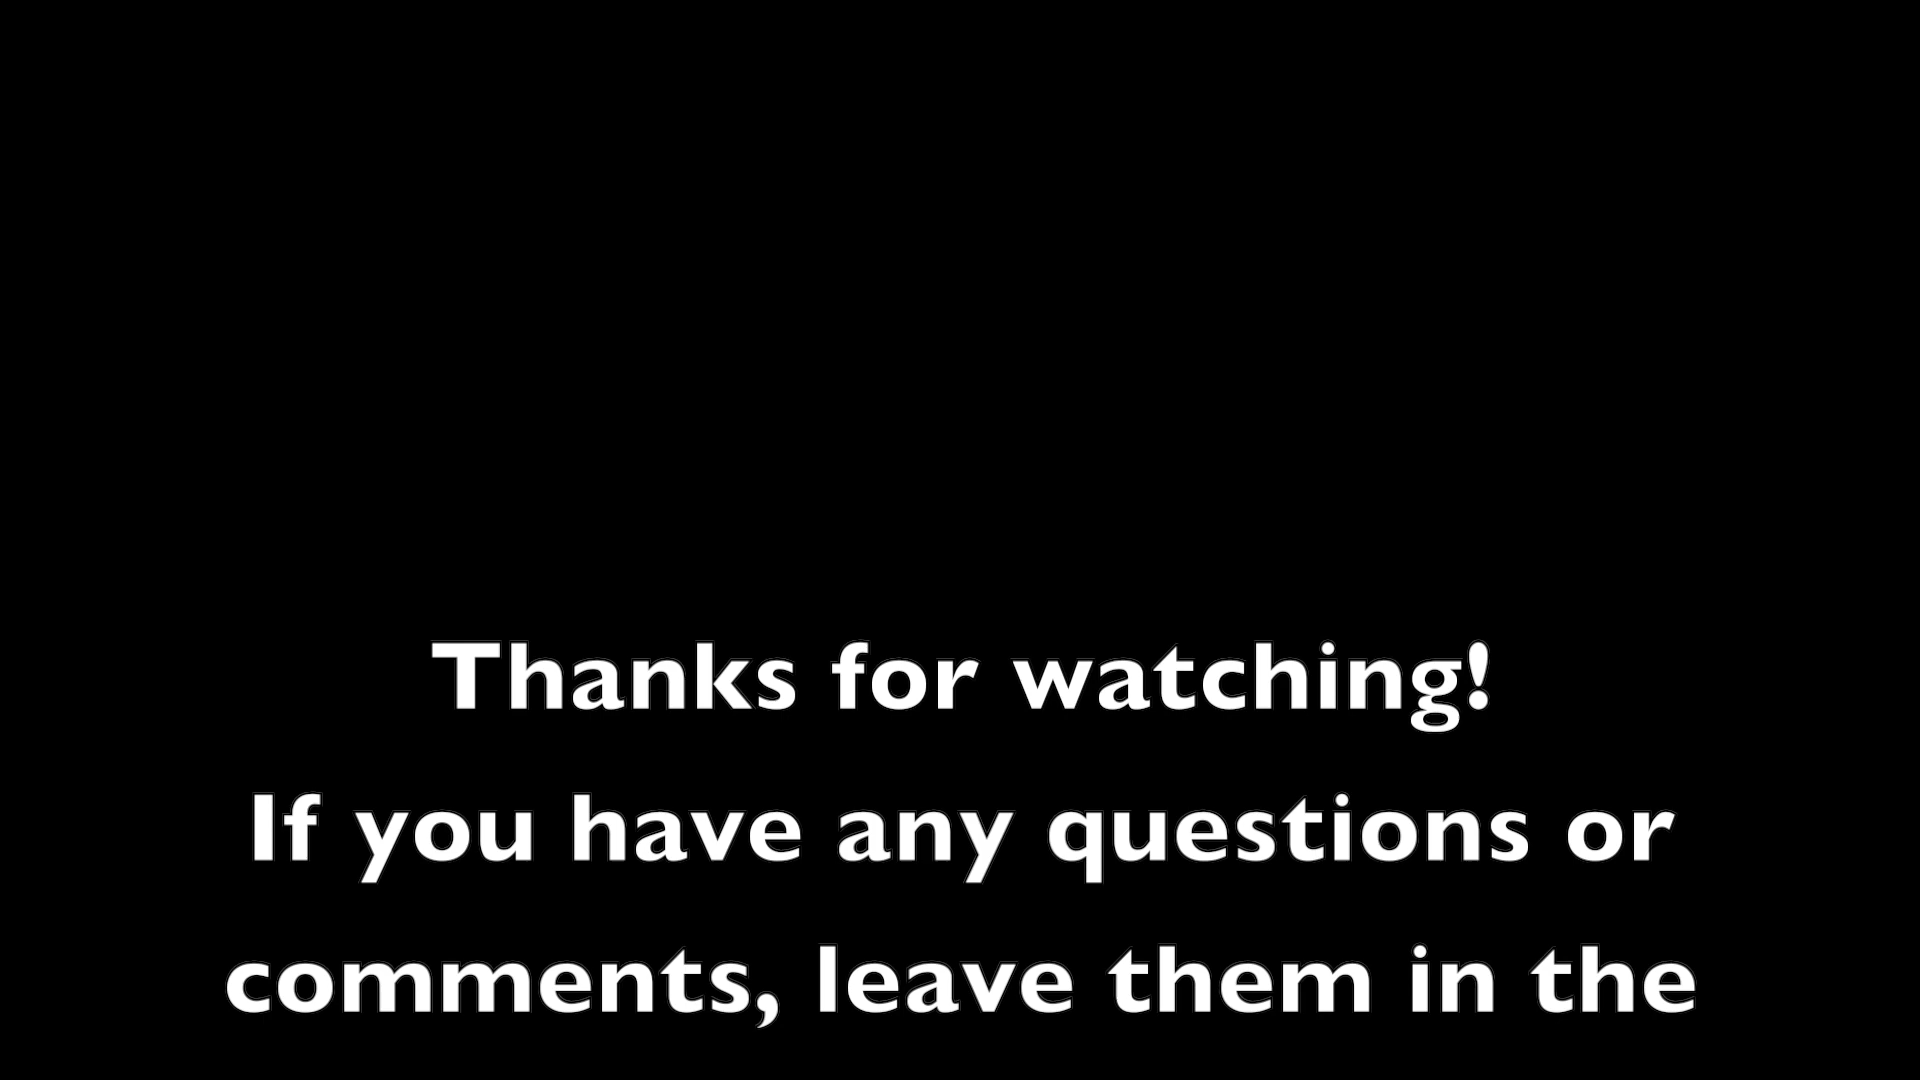 Thanks for watching!
If you have any questions or
comments, leave them in the